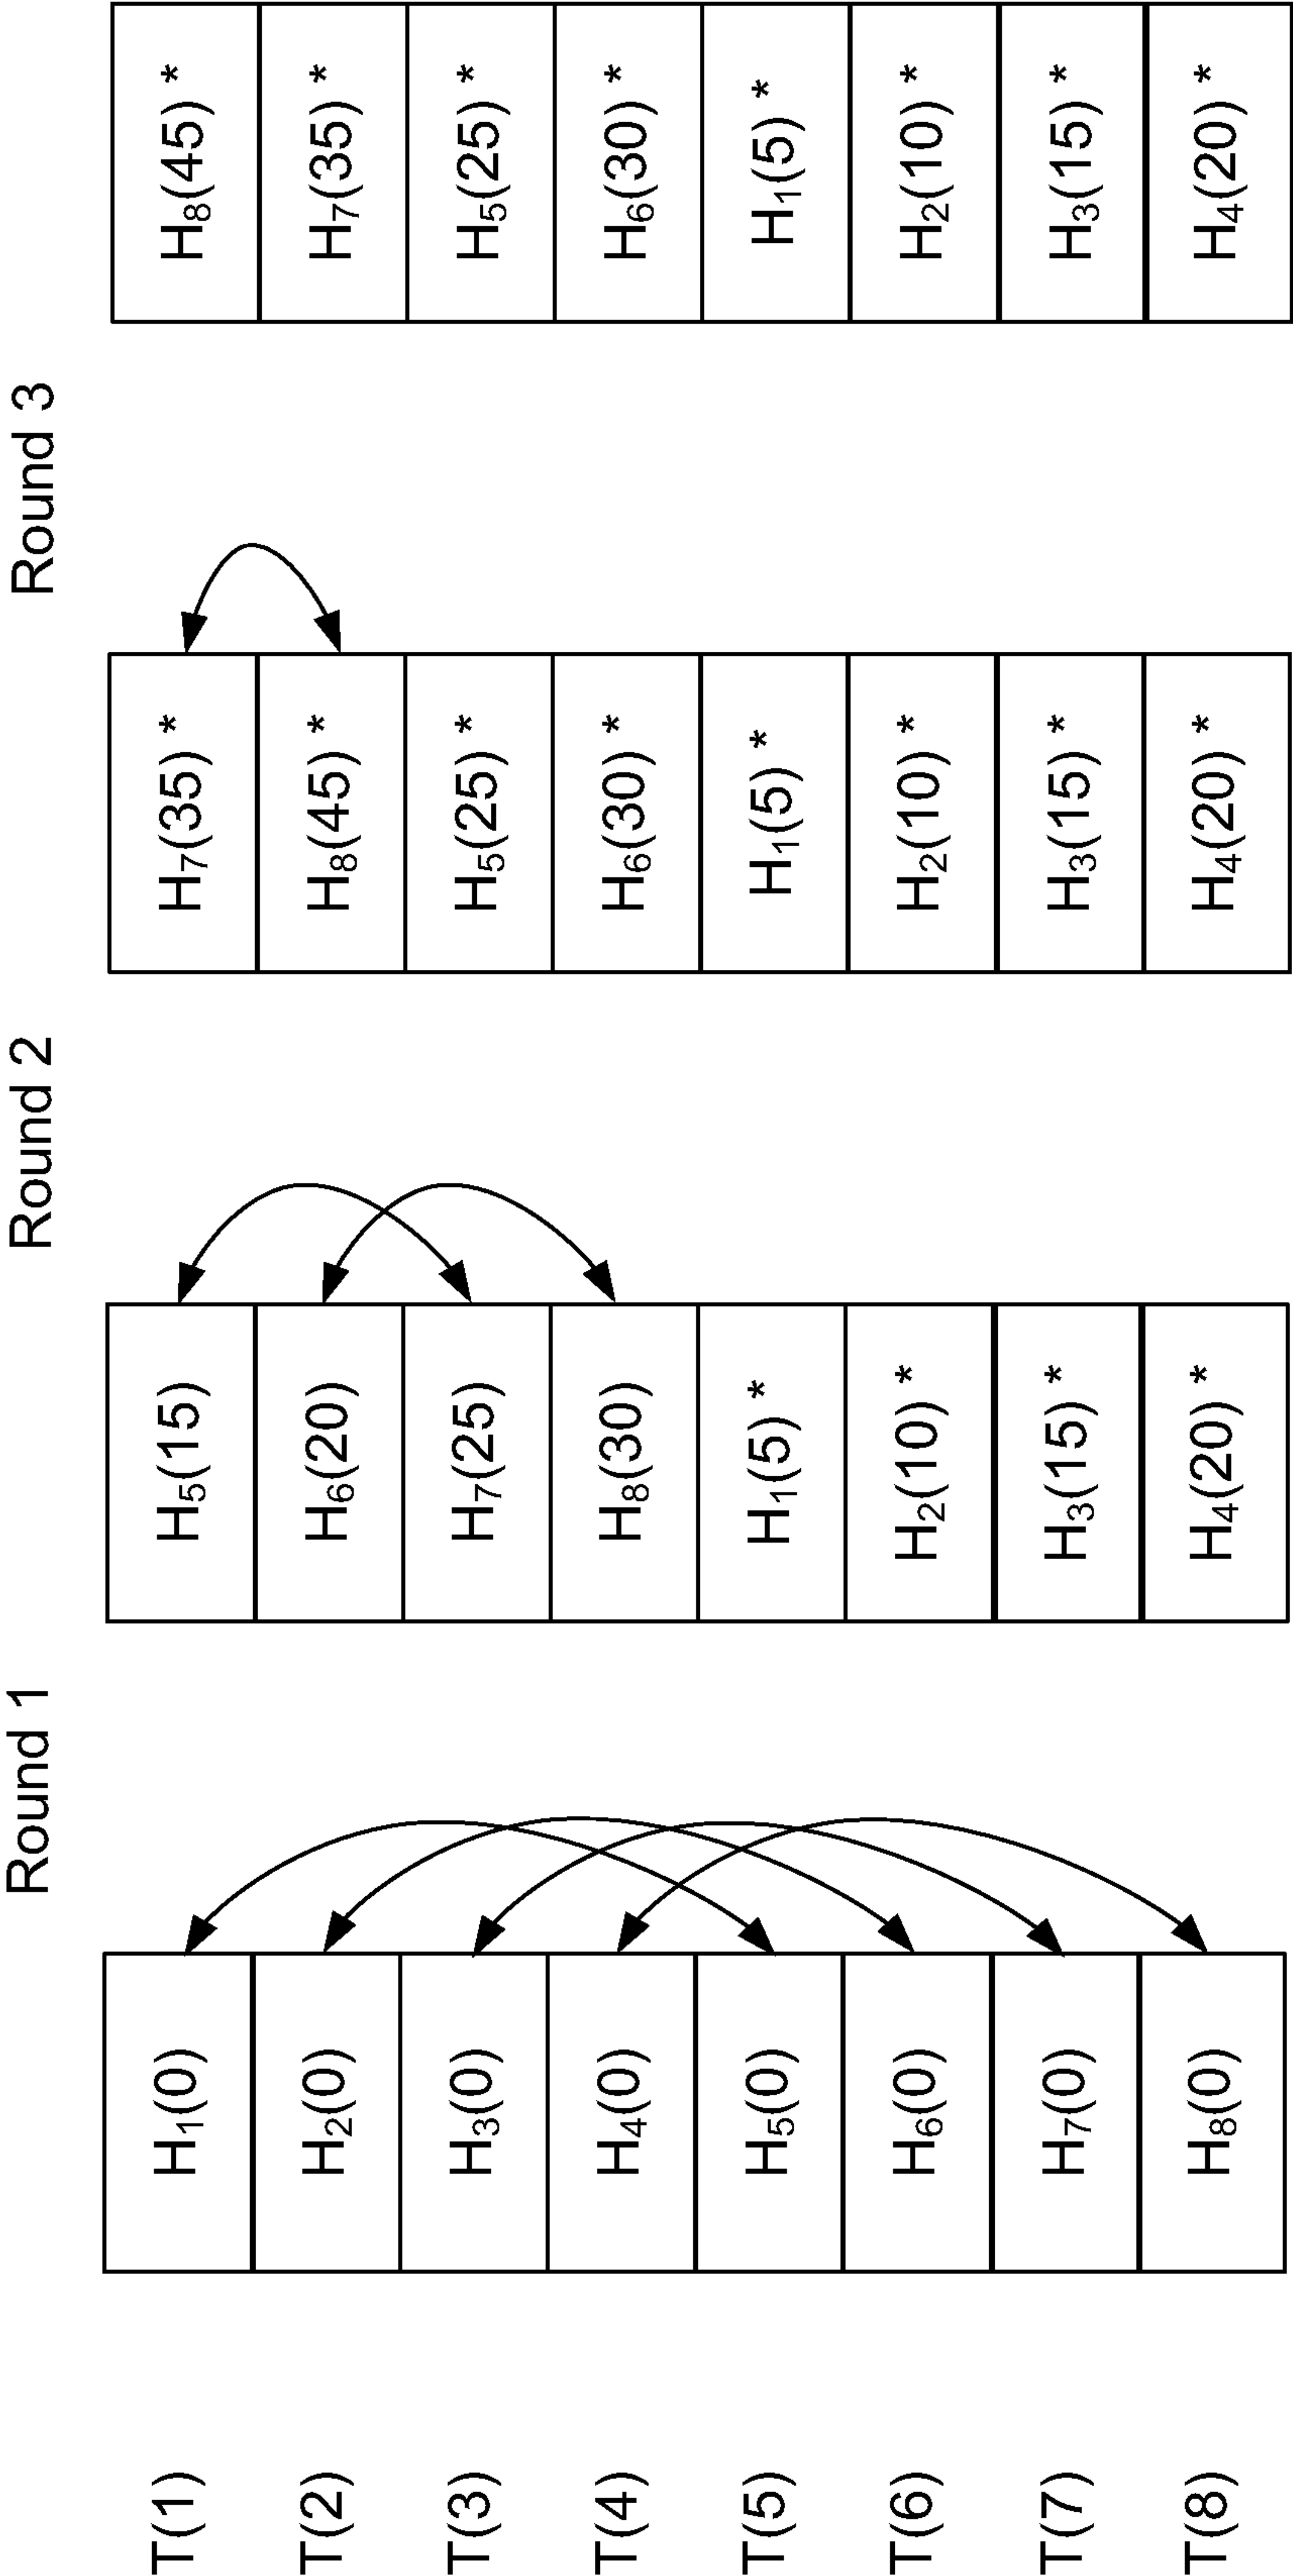 Round 1 Round 2 Round 3
T(1) H₁(0) H₅(15) H₇(35) * H₈(45) *
T(2) H₂(0) H₆(20) H₈(45) * H₇(35) *
T(3) H₃(0) H₇(25) H₅(25) * H₅(25) *
T(4) H₄(0) H₈(30) H₆(30) * H₆(30) *
T(5) H₅(0) H₁(5) * H₁(5) * H₁(5) *
T(6) H₆(0) H₂(10) * H₂(10) * H₂(10) *
T(7) H₇(0) H₃(15) * H₃(15) * H₃(15) *
T(8) H₈(0) H₄(20) * H₄(20) * H₄(20) *